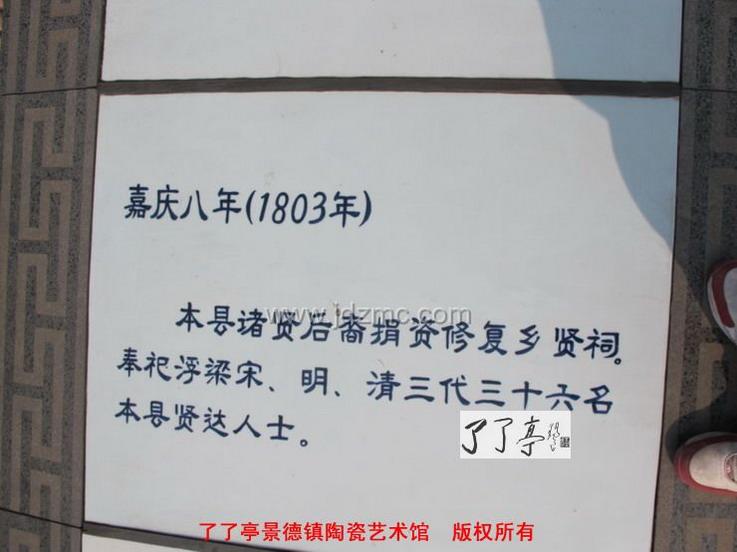 嘉庆八年(1803年)
www.jdzmc.com
本县诸贤后裔捐资修复乡贤祠。
奉祀浮梁宋、明、清三代三十六名
本县贤达人士。
了了亭
了了亭景德镇陶瓷艺术馆 版权所有